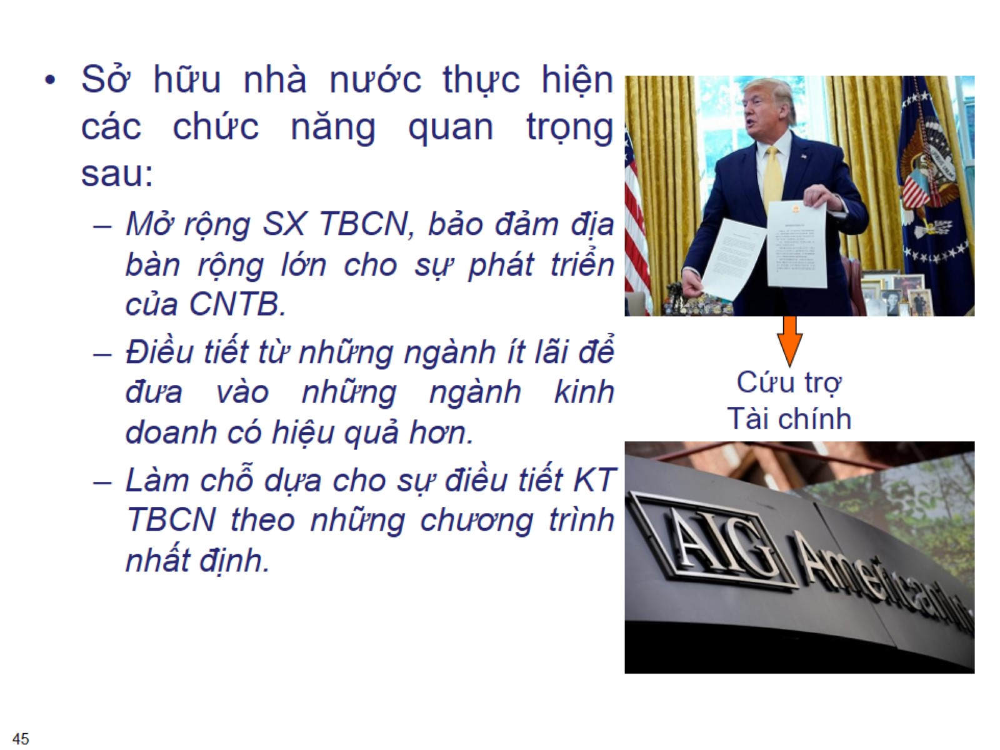 • Sở hữu nhà nước thực hiện
các chức năng quan trọng
sau:
– Mở rộng SX TBCN, bảo đảm địa
bàn rộng lớn cho sự phát triển
của CNTB.
– Điều tiết từ những ngành ít lãi để
đưa vào những ngành kinh
doanh có hiệu quả hơn.
– Làm chỗ dựa cho sự điều tiết KT
TBCN theo những chương trình
nhất định.
Cứu trợ
Tài chính
AIG American
45